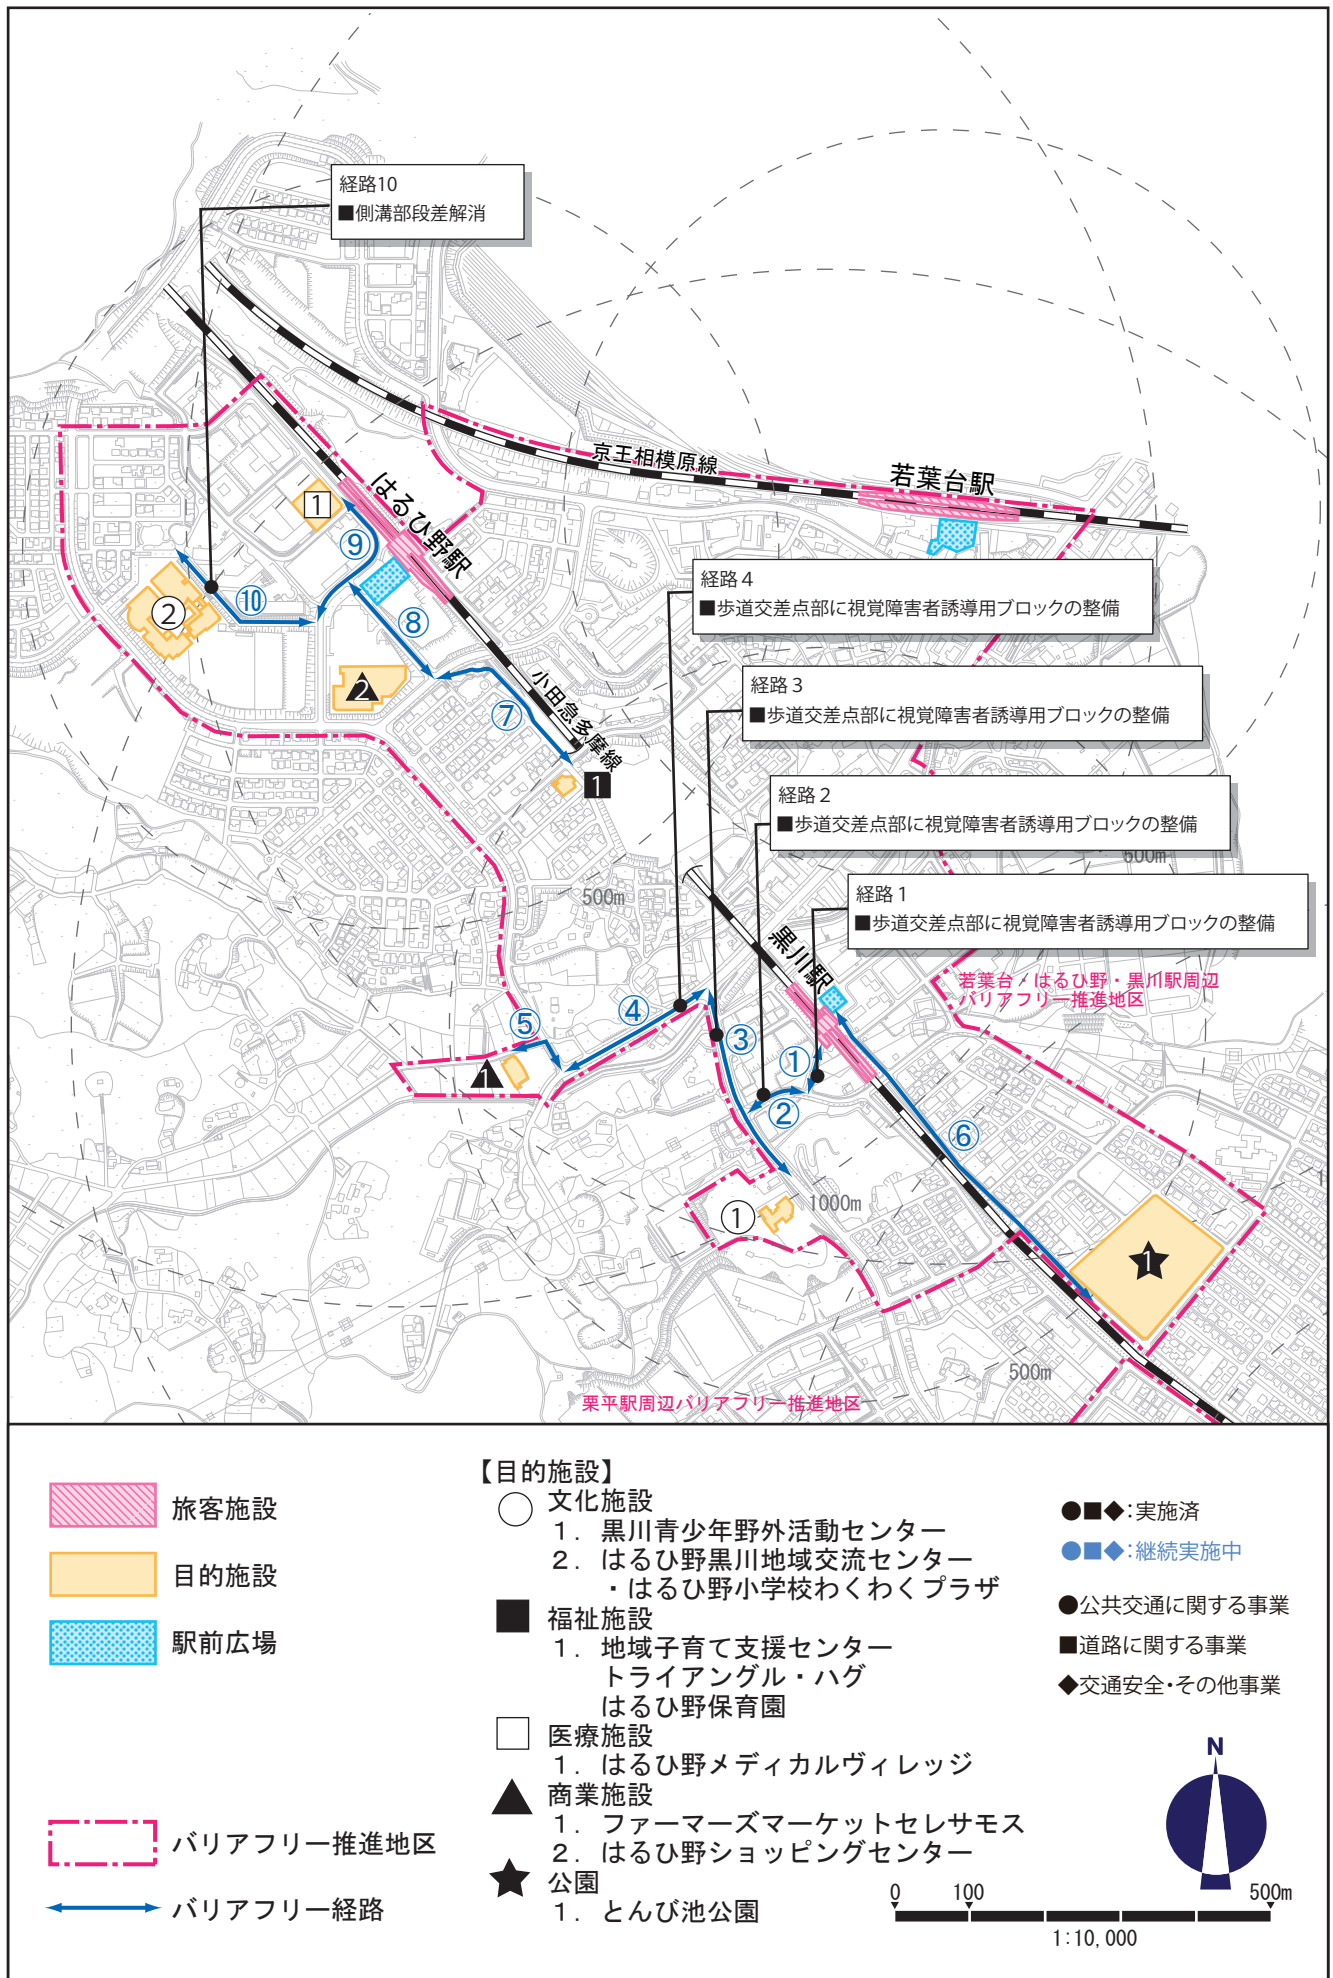 経路10
■側溝部段差解消
京王相模原線
若葉台駅
はるひ野駅
1
⑨
経路4
■歩道交差点部に視覚障害者誘導用ブロックの整備
⑩
2
⑧
経路3
■歩道交差点部に視覚障害者誘導用ブロックの整備
2
⑦
小田急多摩線
1
経路2
■歩道交差点部に視覚障害者誘導用ブロックの整備
500m
500m
経路1
■歩道交差点部に視覚障害者誘導用ブロックの整備
黒川駅
若葉台・はるひ野・黒川駅周辺
バリアフリー推進地区
④
⑤
③
1
①
②
⑥
1000m
1
1
500m
栗平駅周辺バリアフリー推進地区
旅客施設
目的施設
駅前広場
バリアフリー推進地区
バリアフリー経路
【目的施設】
文化施設
1．黒川青少年野外活動センター
2．はるひ野黒川地域交流センター
・はるひ野小学校わくわくプラザ
福祉施設
1．地域子育て支援センター
トライアングル・ハグ
はるひ野保育園
医療施設
1．はるひ野メディカルヴィレッジ
商業施設
1．ファーマーズマーケットセレサモス
2．はるひ野ショッピングセンター
公園
1．とんび池公園
●■◆：実施済
●■◆：継続実施中
●公共交通に関する事業
■道路に関する事業
◆交通安全・その他事業
N
0 100 500m
1:10,000